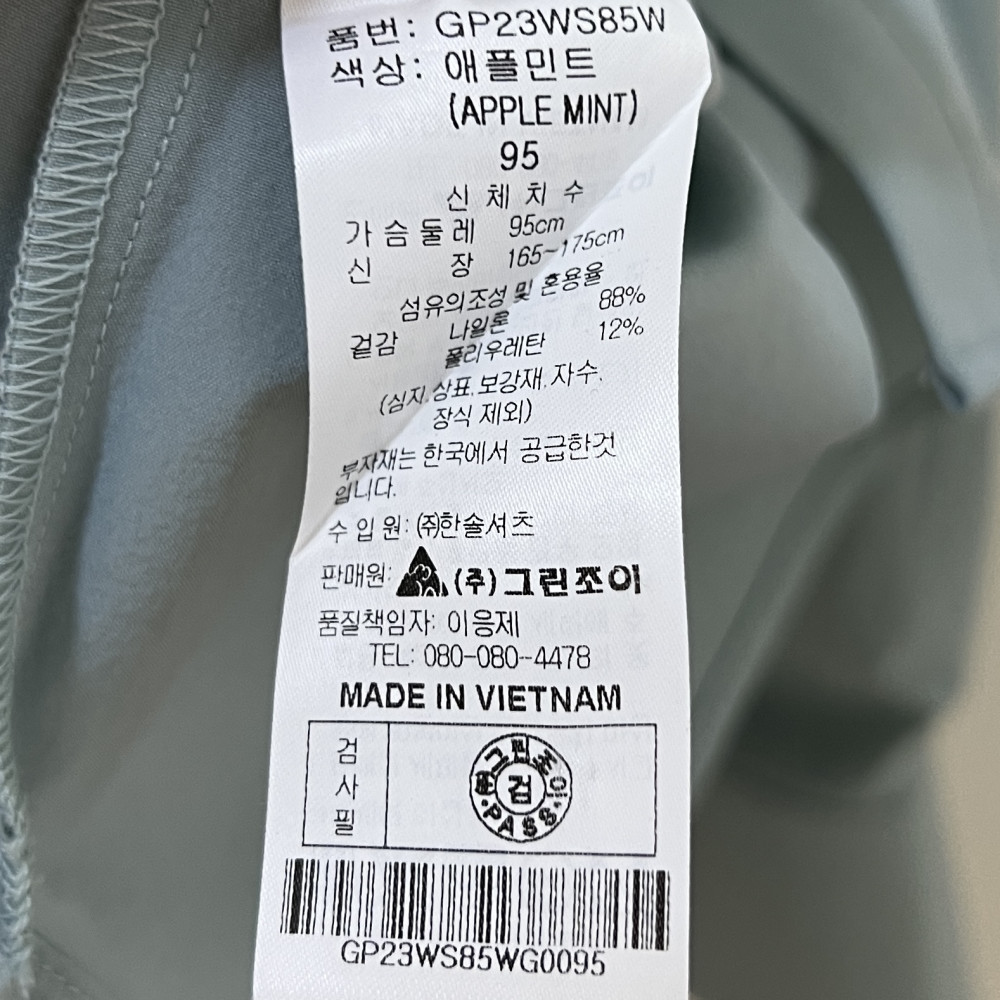 품번: GP23WS85W
색상: 애플민트
(APPLE MINT)
95
신 체 치 수
가슴둘레 95cm
신 장 165~175cm
섬유의조성 및 혼용율
겉감 나일론 88%
폴리우레탄 12%
(심지.상표.보강재.자수.
장식 제외)
부자재는 한국에서 공급한것
입니다.
수 입 원: (주)한솔셔츠
판매원: (주)그린조이
품질책임자: 이응제
TEL: 080-080-4478
MADE IN VIETNAM
검사필
㈜그린조이
검
PASS
GP23WS85WG0095